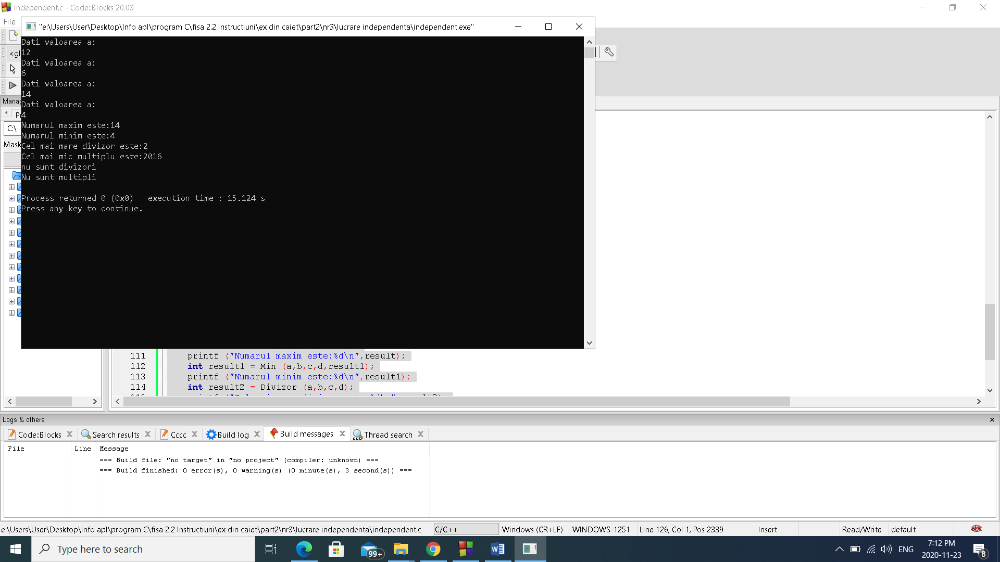 independent.c - Code::Blocks 20.03
File
"e:\Users\User\Desktop\Info apl\program C\fisa 2.2 Instructiuni\ex din caiet\part2\nr3\lucrare independenta\independent.exe"
Dati valoarea a:
12
Dati valoarea a:
6
Dati valoarea a:
14
Dati valoarea a:
4
Numarul maxim este:14
Numarul minim este:4
Cel mai mare divizor este:2
Cel mai mic multiplu este:2016
nu sunt divizori
Nu sunt multipli
Process returned 0 (0x0)   execution time : 15.124 s
Press any key to continue.
<gl
Manag
Pr
C:\
Mask
111 printf ("Numarul maxim este:%d\n",result);
112 int result1 = Min (a,b,c,d,result1);
113 printf ("Numarul minim este:%d\n",result1);
114 int result2 = Divizor (a,b,c,d);
Logs & others
Code::Blocks Search results Cccc Build log Build messages Thread search
File Line Message
=== Build file: "no target" in "no project" (compiler: unknown) ===
=== Build finished: 0 error(s), 0 warning(s) (0 minute(s), 3 second(s)) ===
e:\Users\User\Desktop\Info apl\program C\fisa 2.2 Instructiuni\ex din caiet\part2\nr3\lucrare independenta\independent.c C/C++ Windows (CR+LF) WINDOWS-1251 Line 126, Col 1, Pos 2339 Insert Read/Write default abc
Type here to search 99+ ENG 7:12 PM
2020-11-23 8